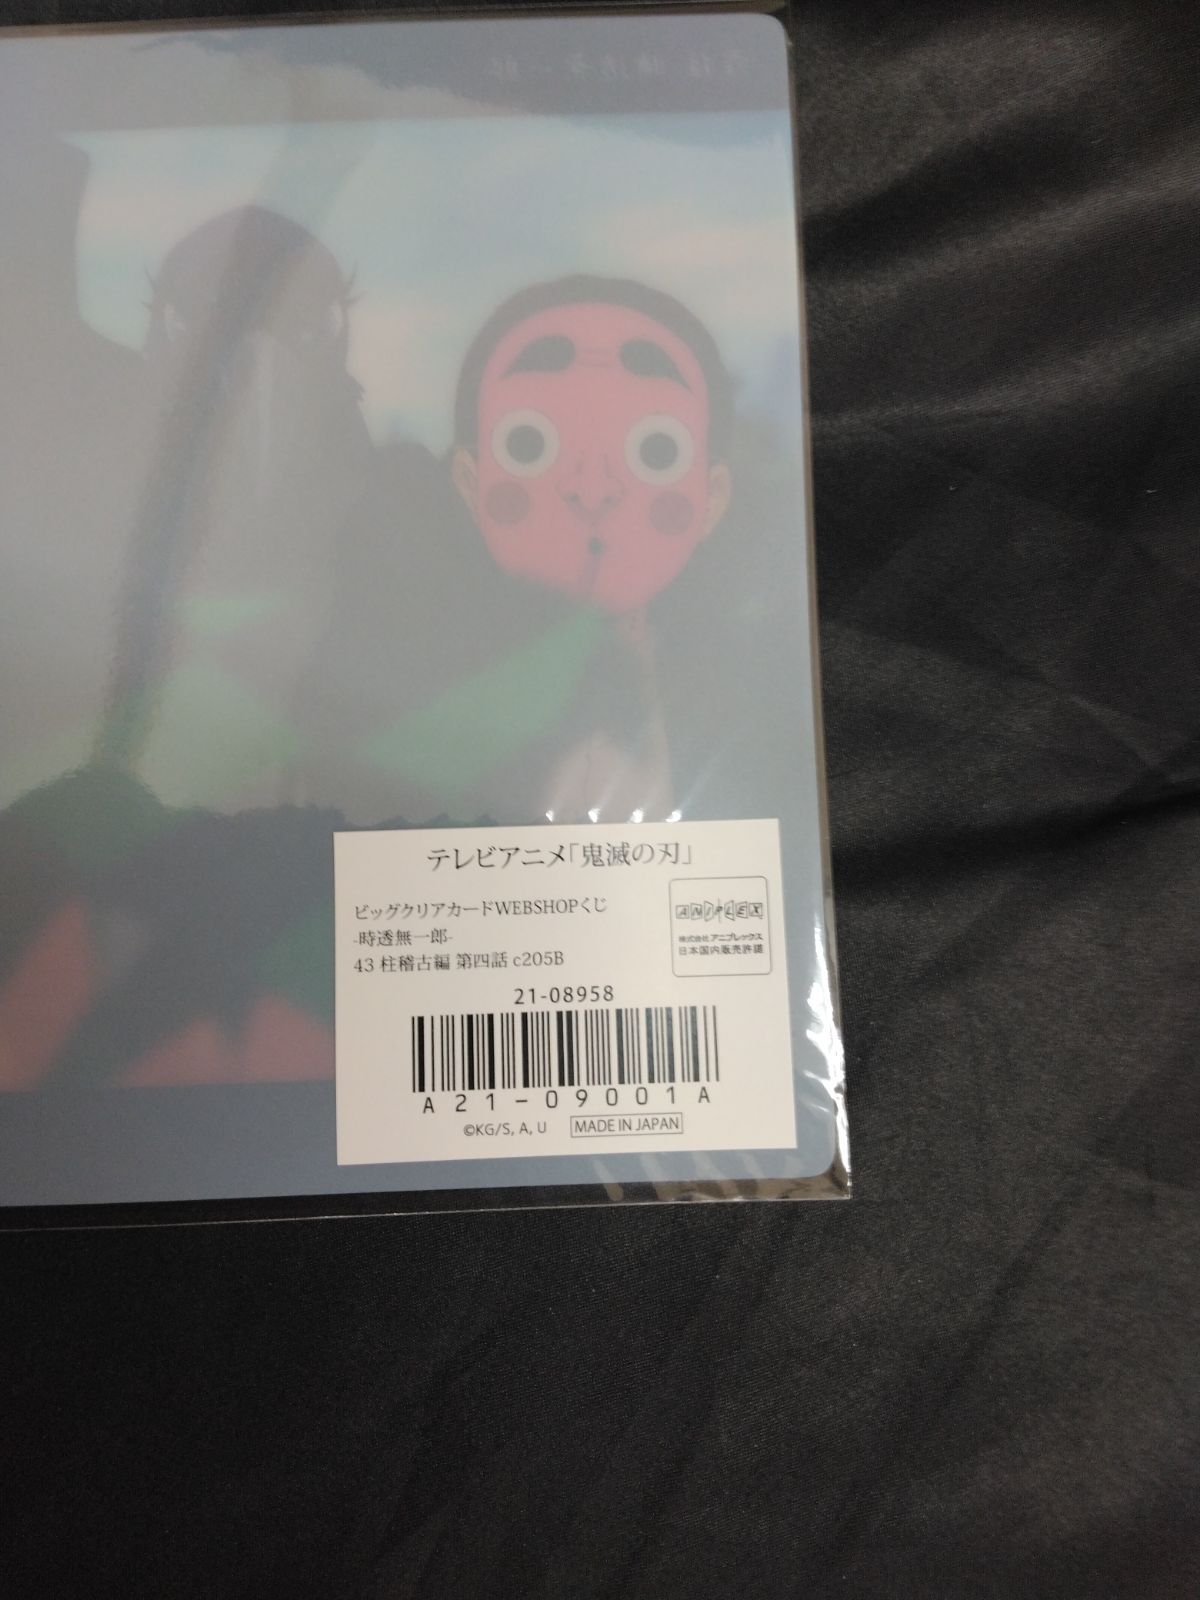 テレビアニメ「鬼滅の刃」
ビッグクリアカードWEBSHOPくじ
-時透無一郎-
43 柱稽古編 第四話 c205B
ANIPLEX
株式会社アニプレックス
日本国内販売許諾
21-08958
A21-09001A
©KG/S, A, U
MADE IN JAPAN